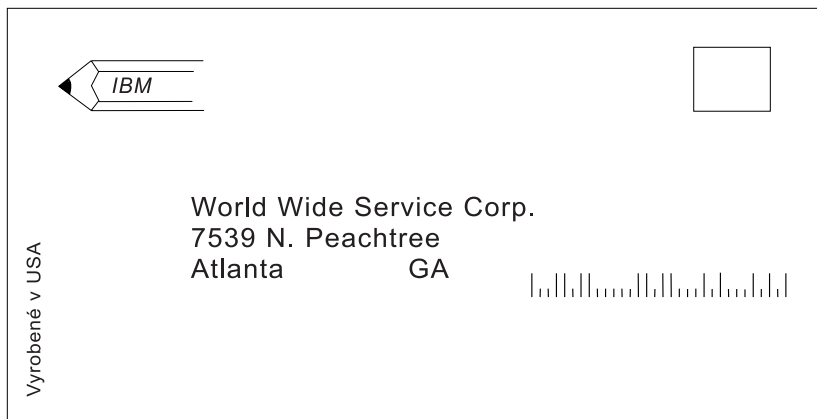 IBM
World Wide Service Corp.
7539 N. Peachtree
Atlanta GA
Vyrobené v USA